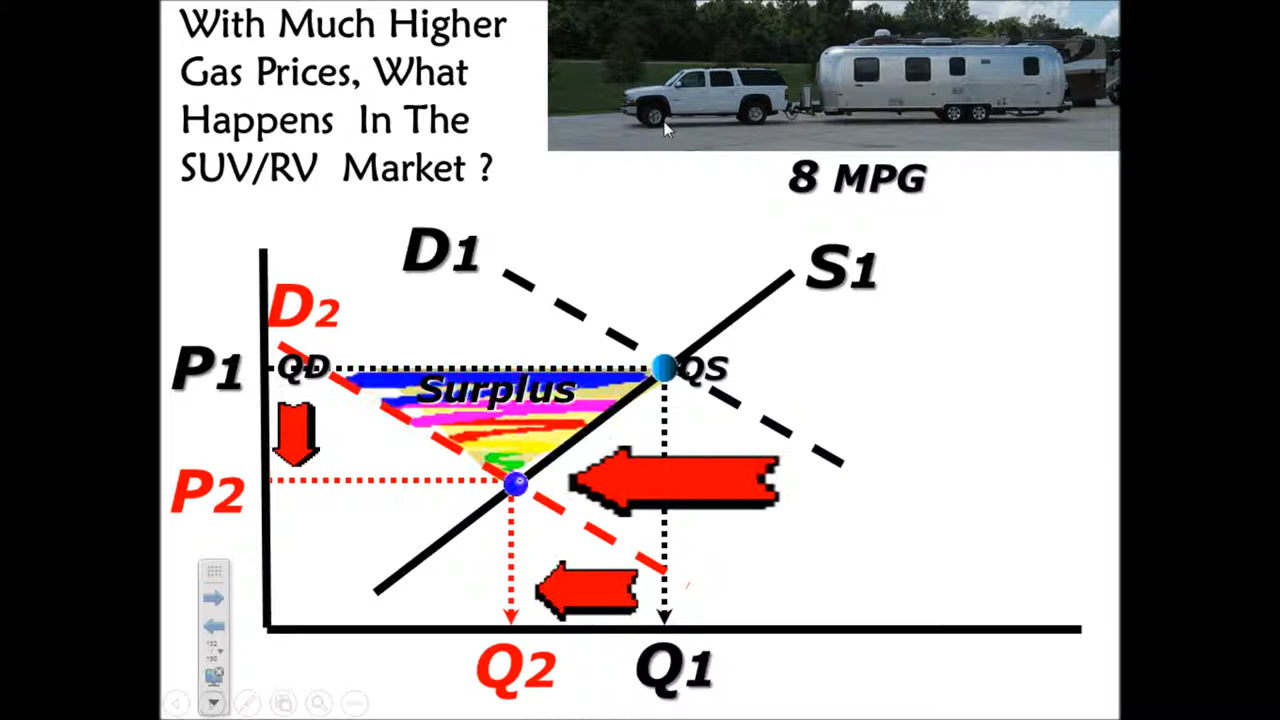 With Much Higher
Gas Prices, What
Happens In The
SUV/RV Market ?
8 MPG
D1
S1
D2
P1
QD
QS
Surplus
P2
Q2
Q1